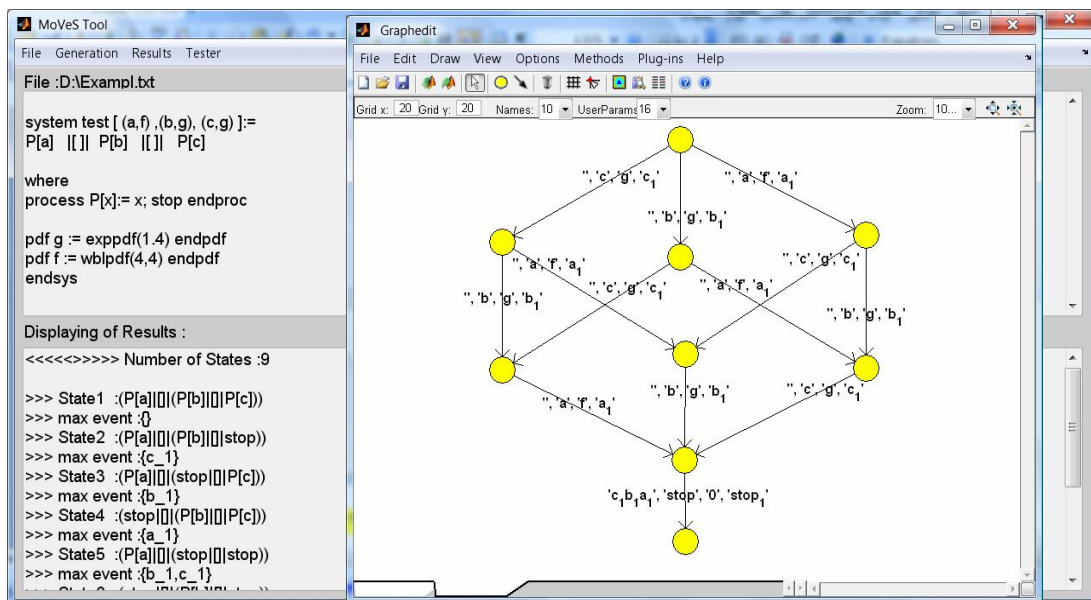 MoVeS Tool
File Generation Results Tester
File :D:\Exampl.txt
system test [ (a,f) ,(b,g), (c,g) ]:=
P[a] |[ ]| P[b] |[ ]| P[c]
where
process P[x]:= x; stop endproc
pdf g := exppdf(1.4) endpdf
pdf f := wblpdf(4,4) endpdf
endsys
Displaying of Results :
<<<<<>>>>> Number of States :9
>>> State1 :(P[a]|[]|(P[b]|[]|P[c]))
>>> max event :{}
>>> State2 :(P[a]|[]|(P[b]|[]|stop))
>>> max event :{c_1}
>>> State3 :(P[a]|[]|(stop|[]|P[c]))
>>> max event :{b_1}
>>> State4 :(stop|[]|(P[b]|[]|P[c]))
>>> max event :{a_1}
>>> State5 :(P[a]|[]|(stop|[]|stop))
>>> max event :{b_1,c_1}
Graphedit
File Edit Draw View Options Methods Plug-ins Help
Grid x: 20 Grid y: 20 Names: 10 UserParams 16 Zoom: 10...
'', 'c', 'g', 'c₁'
'', 'a', 'f', 'a₁'
'', 'b', 'g', 'b₁'
'', 'a', 'f', 'a₁'
'', 'c', 'g', 'c₁'
'', 'c', 'g', 'c₁'
'', 'a', 'f', 'a₁'
'', 'b', 'g', 'b₁'
'', 'b', 'g', 'b₁'
'', 'a', 'f', 'a₁'
'', 'b', 'g', 'b₁'
'', 'c', 'g', 'c₁'
'c₁b₁a₁', 'stop', '0', 'stop₁'